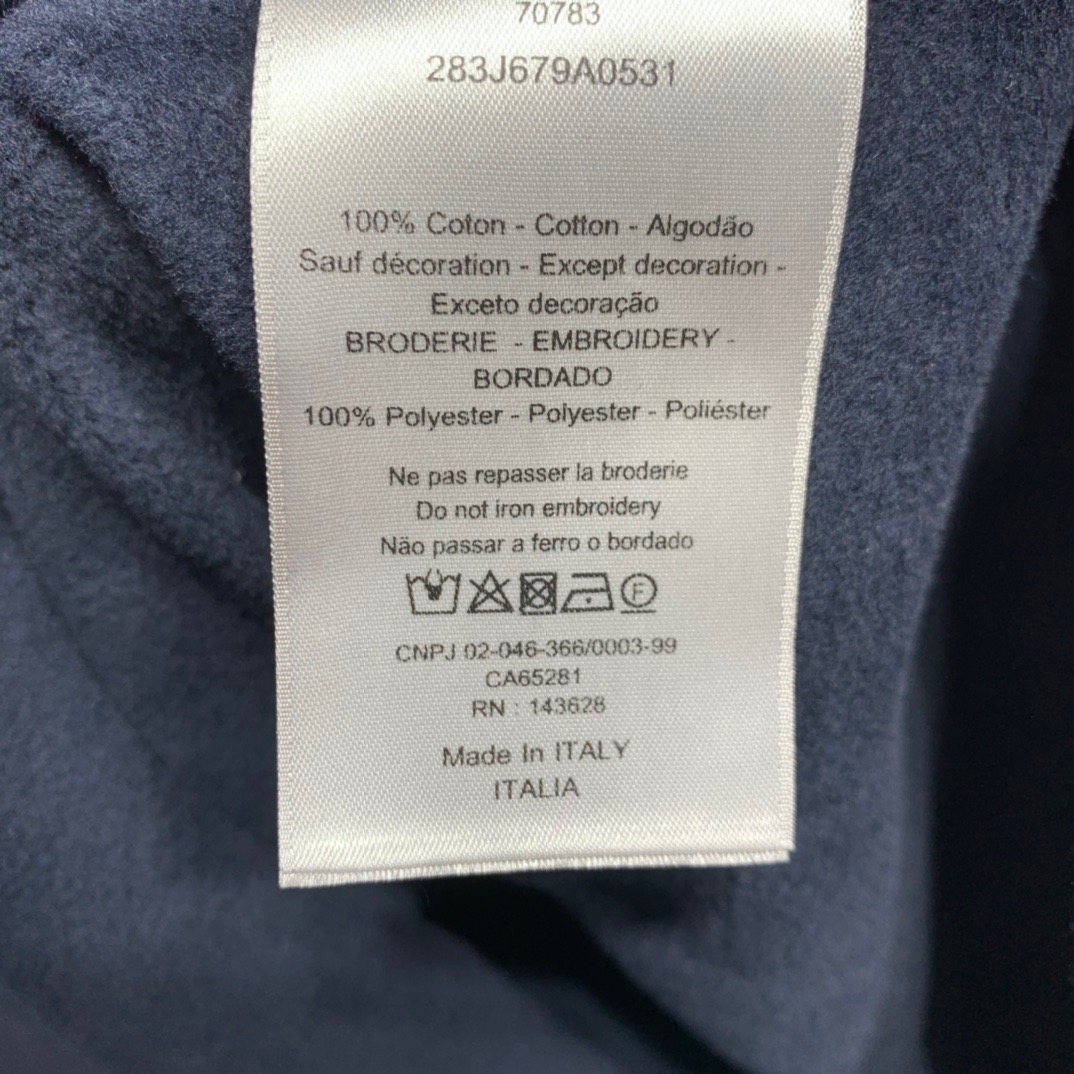 70783
283J679A0531
100% Coton - Cotton - Algodão
Sauf décoration - Except decoration -
Exceto decoração
BRODERIE - EMBROIDERY -
BORDADO
100% Polyester - Polyester - Poliéster
Ne pas repasser la broderie
Do not iron embroidery
Não passar a ferro o bordado
F
CNPJ 02-046-366/0003-99
CA65281
RN : 143628
Made In ITALY
ITALIA